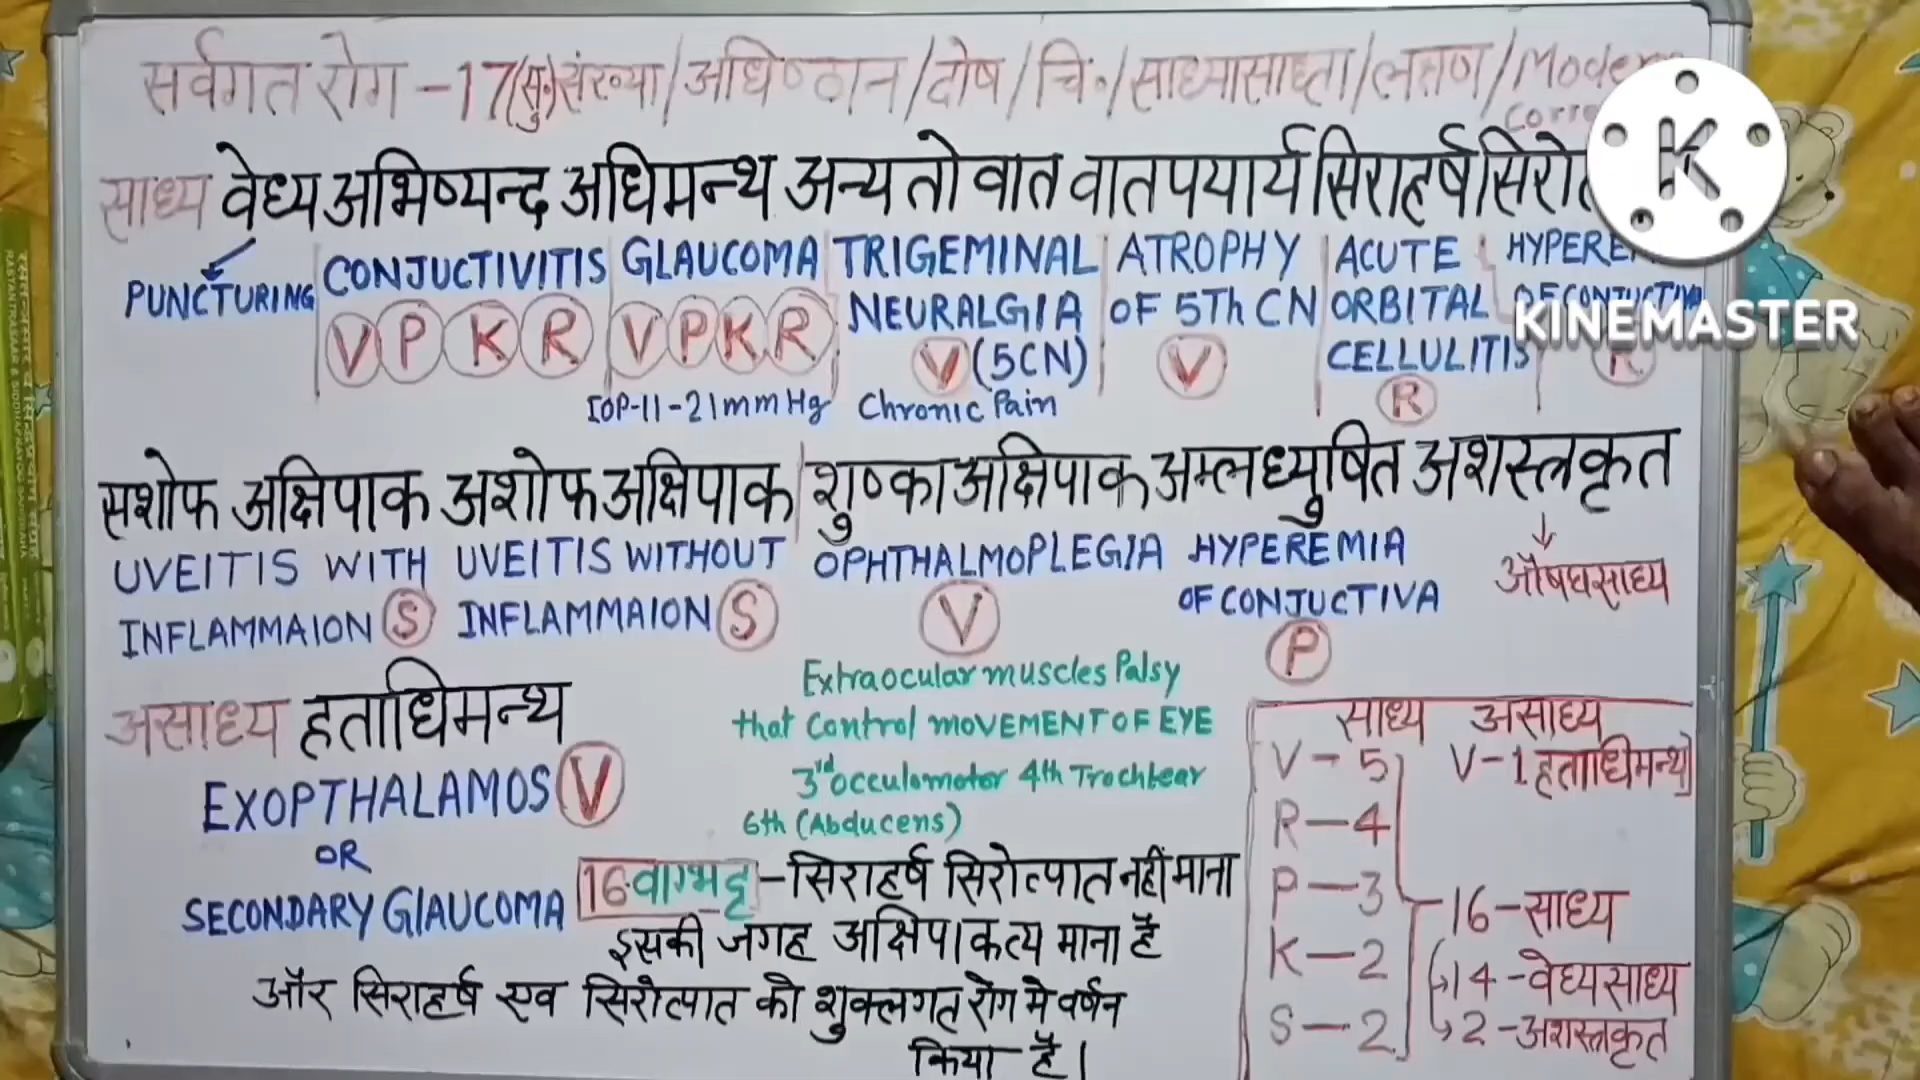 सर्वगत रोग -17(सु०)संख्या/अधिष्ठान/दोष/चि०/साध्यासाध्ता/लक्षण/Modern
साध्य वेध्य अभिष्यन्द अधिमन्थ अन्य तो वात वातपयार्य सिराहर्ष
PUNCTURING
CONJUCTIVITIS
V P K R
GLAUCOMA
V P K R
IOP-11-21mmHg
TRIGEMINAL
NEURALGIA
V (5CN)
Chronic Pain
ATROPHY
OF 5Th CN
V
ACUTE
ORBITAL
CELLULITIS
R
R
K
KINEMASTER
सशोफ अक्षिपाक अशोफ अक्षिपाक शुष्का अक्षिपाक अम्लध्युषित अशस्त्रकृत
UVEITIS WITH
INFLAMMAION S
UVEITIS WITHOUT
INFLAMMAION S
OPHTHALMOPLEGIA
V
HYPEREMIA
OF CONJUCTIVA
P
औषधसाध्य
Extraocular muscles Palsy
that Control MOVEMENT OF EYE
3rd Occulomotor 4th Trochlear
6th (Abducens)
असाध्य हताधिमन्थ
EXOPTHALAMOS V
OR
SECONDARY GLAUCOMA
16 वाग्भट्ट - सिराहर्ष सिरोत्पात नहीं माना
इसकी जगह अक्षिपाकात्य माना है
और सिराहर्ष एव सिरोत्पात को शुक्लगत रोग मे वर्णन
किया है।
साध्य असाध्य
V-5 V-1 हताधिमन्थ
R-4
P-3 16-साध्य
K-2 14-वेध्यसाध्य
S-2 2-अशस्त्रकृत